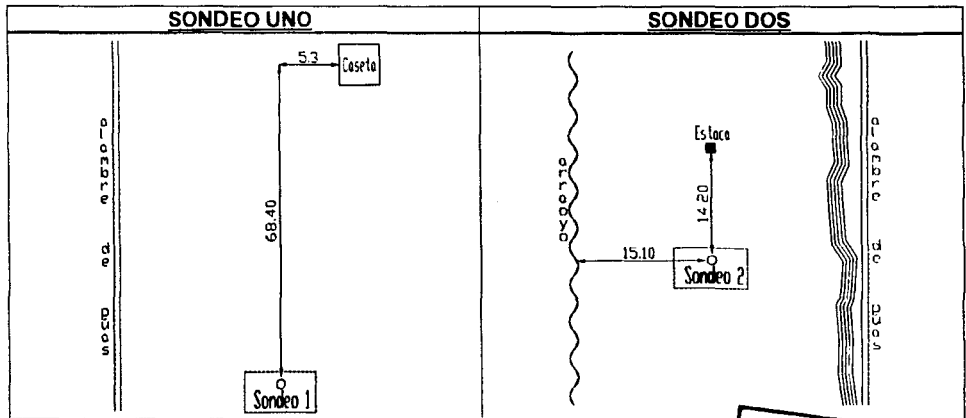 SONDEO UNO
5.3
Caseta
alambre de puas
68.40
Sondeo 1
SONDEO DOS
Estaca
arroyo
14.20
15.10
Sondeo 2
alambre de puas